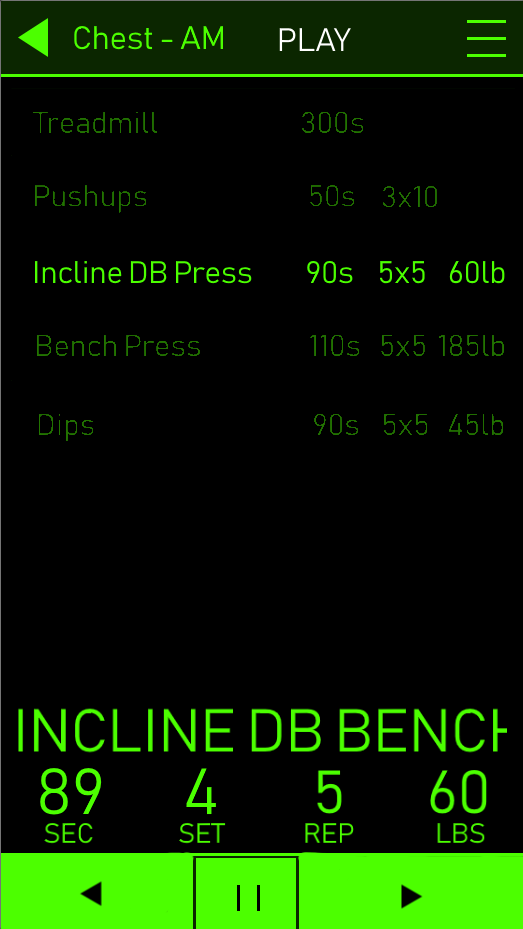 Chest - AM PLAY
Treadmill 300s
Pushups 50s 3x10
Incline DB Press 90s 5x5 60lb
Bench Press 110s 5x5 185lb
Dips 90s 5x5 45lb
INCLINE DB BENCH
89 4 5 60
SEC SET REP LBS